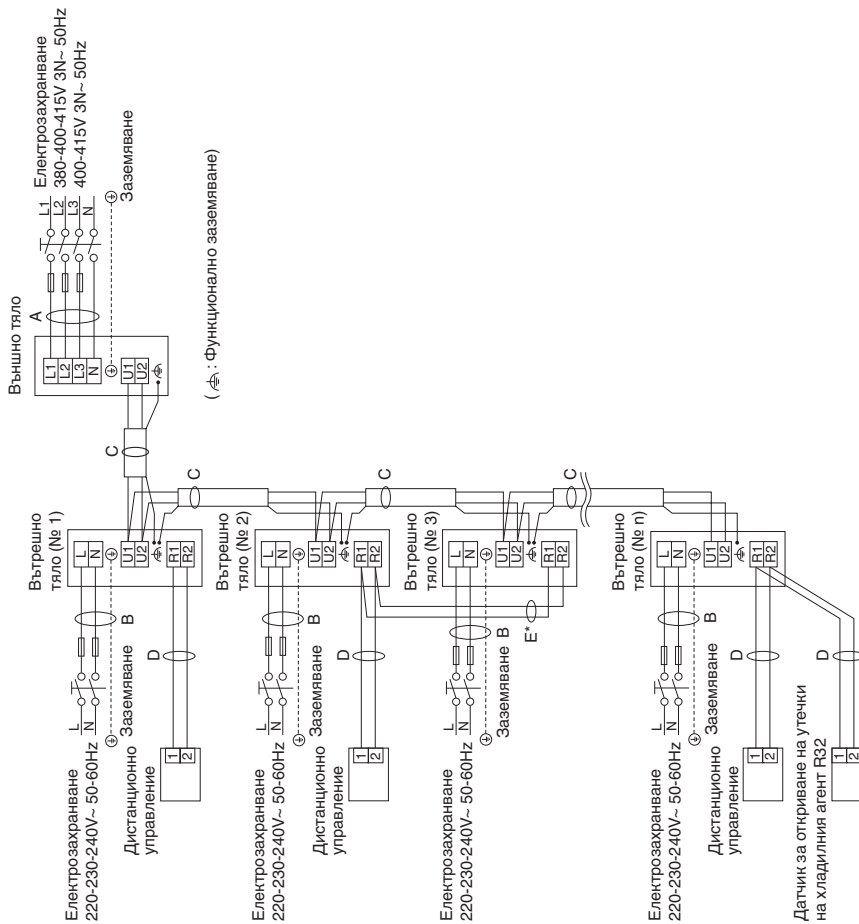 Външно тяло
A
Електрозахранване
380-400-415V 3N~ 50Hz
400-415V 3N~ 50Hz
L1
L2
L3
N
L1
L2
L3
N
Заземяване
U1
U2
( : Функционално заземяване)
C
Вътрешно
тяло (№ 1)
L
N
U1
U2
R1
R2
B
L
N
Електрозахранване
220-230-240V~ 50-60Hz
Заземяване
D
Дистанционно
управление
1
2
C
Вътрешно
тяло (№ 2)
L
N
U1
U2
R1
R2
B
L
N
Електрозахранване
220-230-240V~ 50-60Hz
Заземяване
D
Дистанционно
управление
1
2
C
Вътрешно
тяло (№ 3)
L
N
U1
U2
R1
R2
B
E*
L
N
Електрозахранване
220-230-240V~ 50-60Hz
Заземяване
C
Вътрешно
тяло (№ n)
L
N
U1
U2
R1
R2
B
L
N
Електрозахранване
220-230-240V~ 50-60Hz
Заземяване
D
Дистанционно
управление
1
2
D
Датчик за откриване на утечки
на хладилния агент R32
1
2